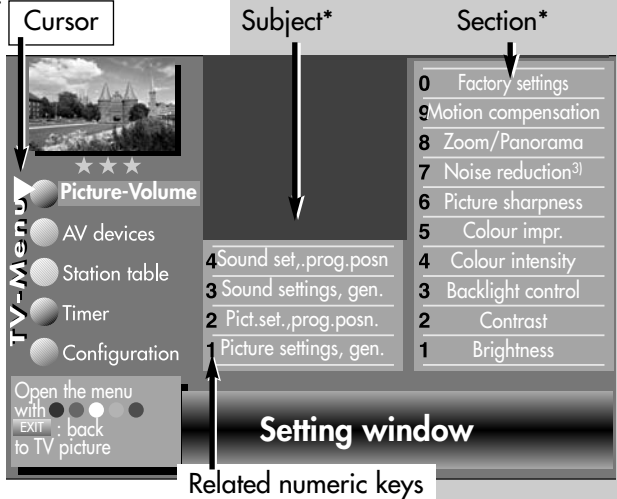 Cursor
Subject*
Section*
TV-Menu
Picture-Volume
AV devices
Station table
Timer
Configuration
4 Sound set,.prog.posn
3 Sound settings, gen.
2 Pict.set.,prog.posn.
1 Picture settings, gen.
0 Factory settings
9 Motion compensation
8 Zoom/Panorama
7 Noise reduction3)
6 Picture sharpness
5 Colour impr.
4 Colour intensity
3 Backlight control
2 Contrast
1 Brightness
Open the menu
with
EXIT : back
to TV picture
Setting window
Related numeric keys